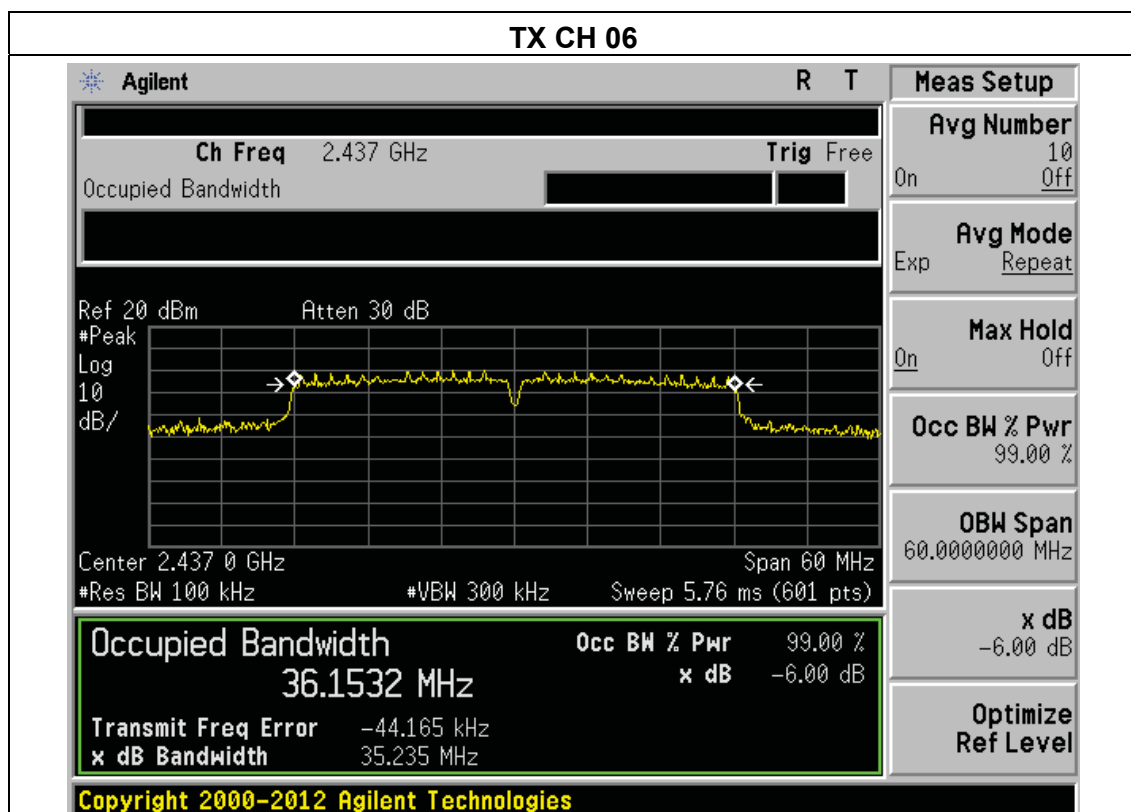 TX CH 06
Agilent R T
Ch Freq 2.437 GHz Trig Free
Occupied Bandwidth
Ref 20 dBm Atten 30 dB
#Peak
Log
10
dB/
Center 2.437 0 GHz Span 60 MHz
#Res BW 100 kHz #VBW 300 kHz Sweep 5.76 ms (601 pts)
Occupied Bandwidth Occ BW % Pwr 99.00 %
36.1532 MHz x dB -6.00 dB
Transmit Freq Error -44.165 kHz
x dB Bandwidth 35.235 MHz
Copyright 2000-2012 Agilent Technologies
Meas Setup
Avg Number
10
On Off
Avg Mode
Exp Repeat
Max Hold
On Off
Occ BW % Pwr
99.00 %
OBW Span
60.0000000 MHz
x dB
-6.00 dB
Optimize
Ref Level